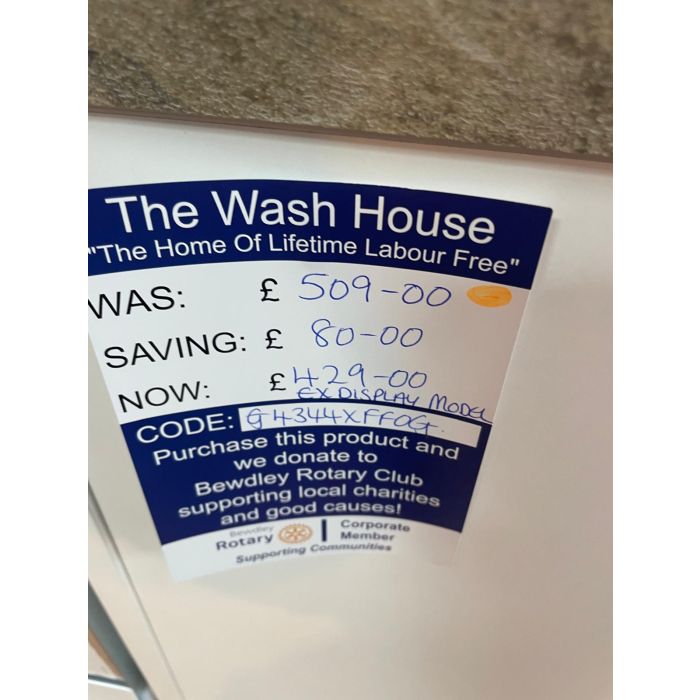 The Wash House
"The Home Of Lifetime Labour Free"
WAS: £ 509-00
SAVING: £ 80-00
NOW: £ 429-00
EX DISPLAY MODEL
CODE: G4344XFF0G.
Purchase this product and
we donate to
Bewdley Rotary Club
supporting local charities
and good causes!
Bewdley
Rotary
Corporate
Member
Supporting Communities